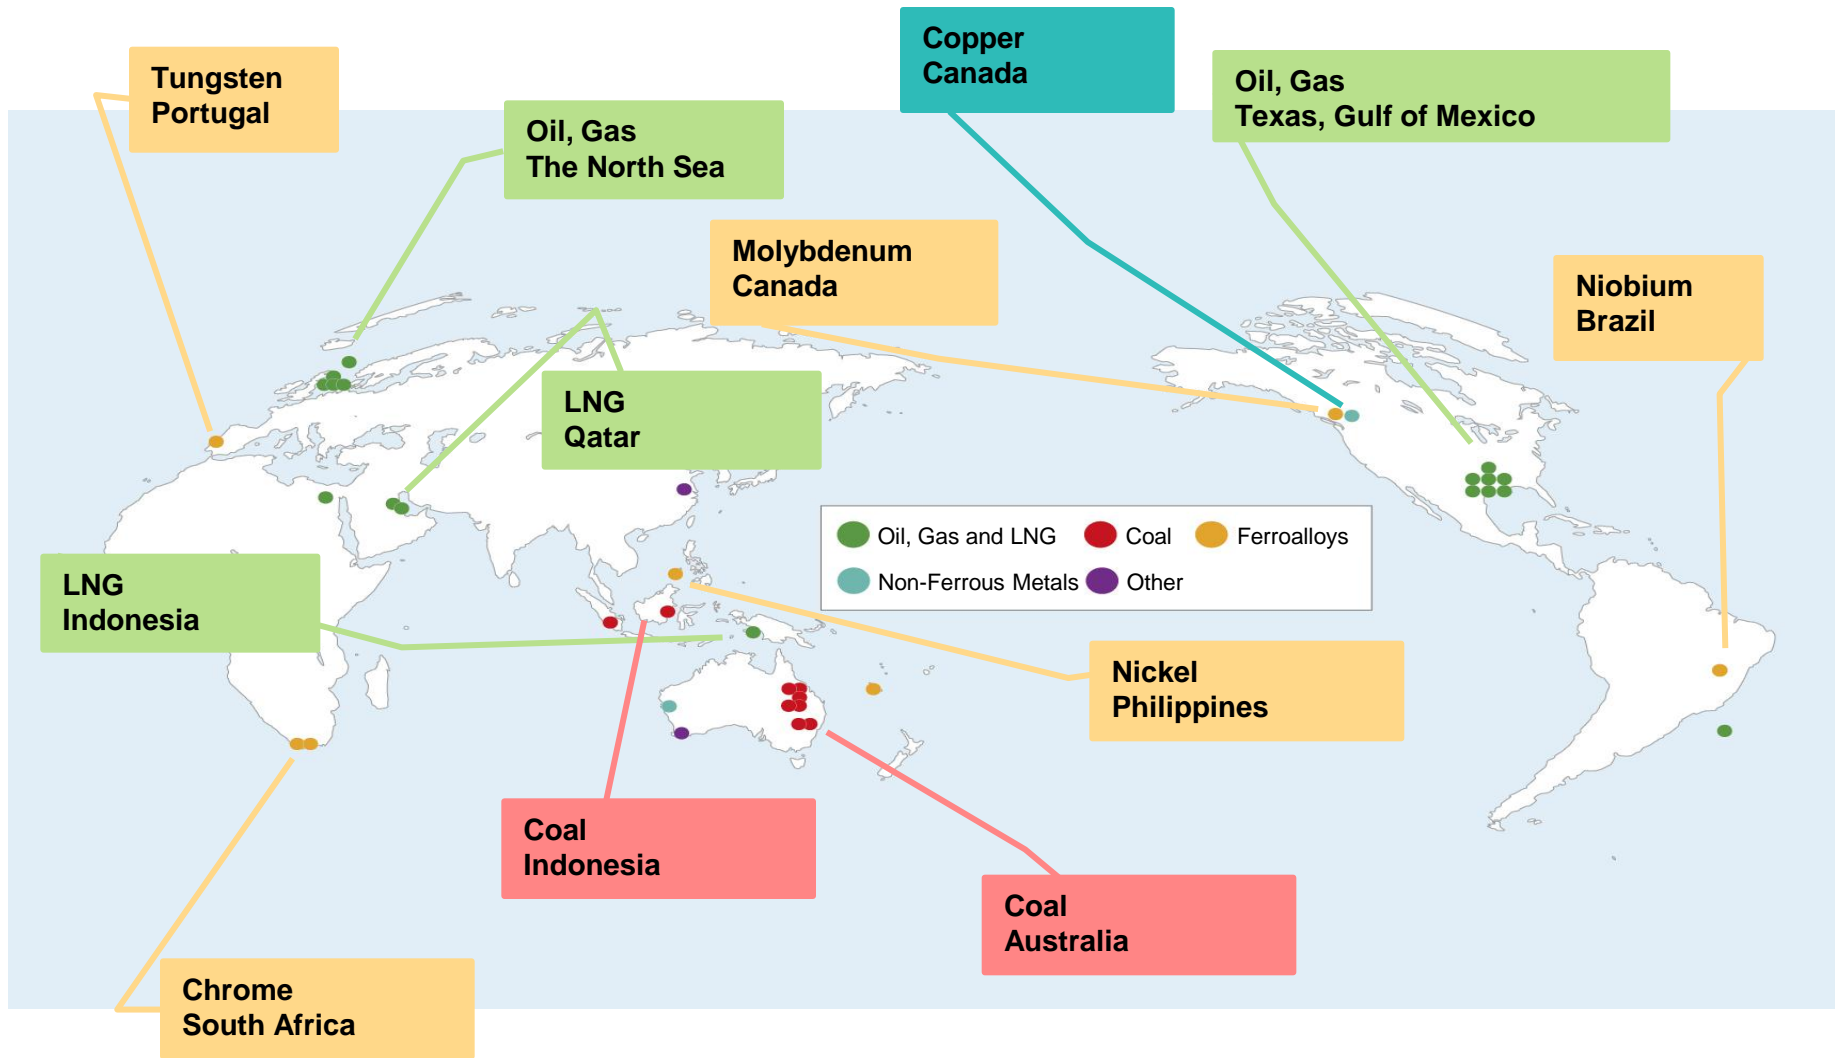 Copper
Canada
Tungsten
Portugal
Oil, Gas
Texas, Gulf of Mexico
Oil, Gas
The North Sea
Molybdenum
Canada
Niobium
Brazil
LNG
Qatar
Oil, Gas and LNG
Coal
Ferroalloys
Non-Ferrous Metals
Other
LNG
Indonesia
Nickel
Philippines
Coal
Indonesia
Coal
Australia
Chrome
South Africa